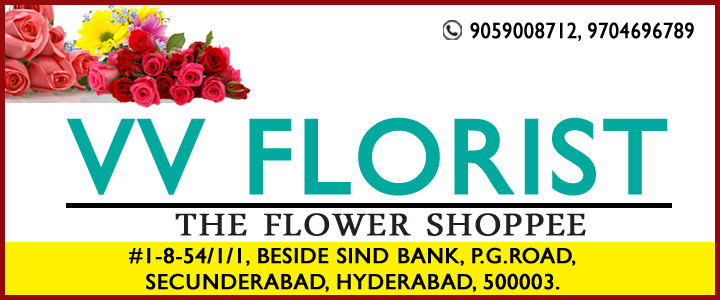 9059008712, 9704696789
VV FLORIST
THE FLOWER SHOPPEE
#1-8-54/1/1, BESIDE SIND BANK, P.G.ROAD,
SECUNDERABAD, HYDERABAD, 500003.